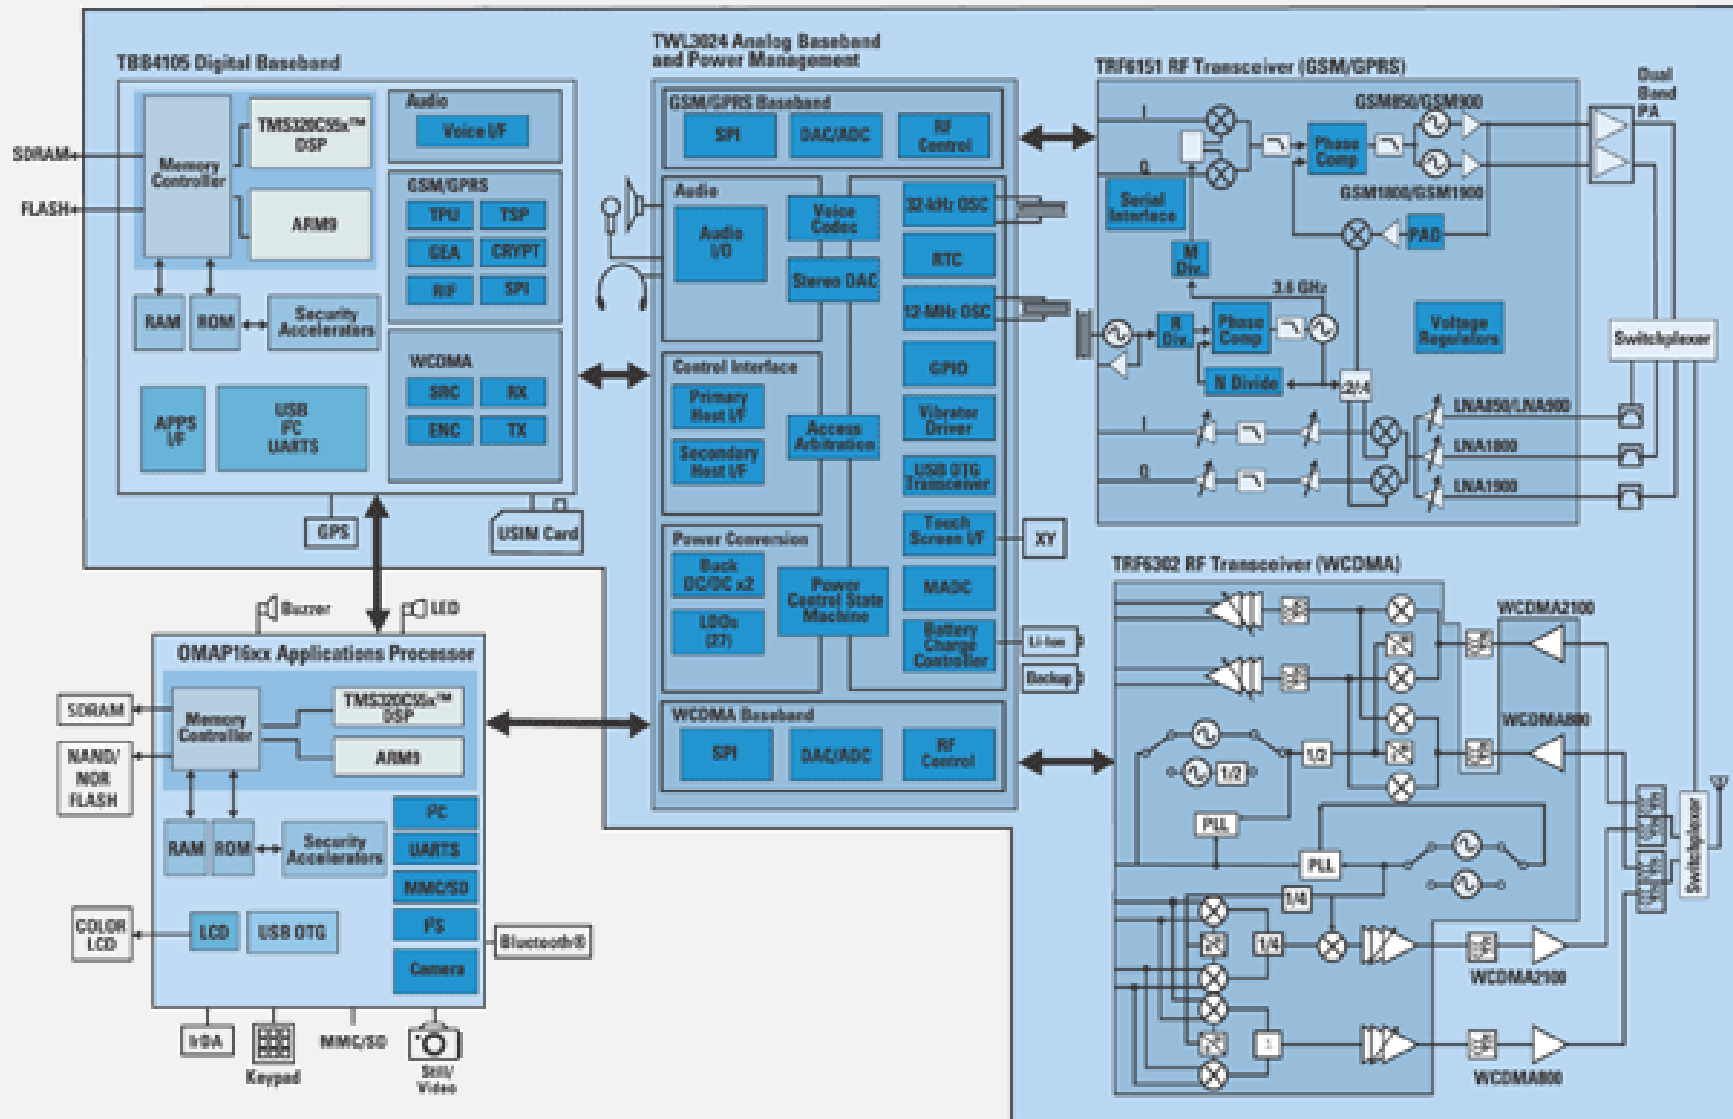 TBB4105 Digital Baseband
Memory
Controller
TMS320C55x™
DSP
ARM9
SDRAM
FLASH
RAM
ROM
Security
Accelerators
APPS
I/F
USB
I²C
UARTS
Audio
Voice I/F
GSM/GPRS
TPU
TSP
GEA
CRYPT
RIF
SPI
WCDMA
SRC
RX
ENC
TX
GPS
USIM Card
TWL3024 Analog Baseband
and Power Management
GSM/GPRS Baseband
SPI
DAC/ADC
RF
Control
Audio
Audio
I/O
Voice
Codec
Stereo DAC
32-kHz OSC
RTC
12-MHz OSC
GPIO
Vibrator
Driver
USB OTG
Transceiver
Touch
Screen I/F
MADC
Battery
Charge
Controller
Control Interface
Primary
Host I/F
Secondary
Host I/F
Access
Arbitration
Power Conversion
Buck
DC/DC x2
LDOs
(27)
Power
Control State
Machine
XY
Li-Ion
Backup
WCDMA Baseband
SPI
DAC/ADC
RF
Control
TRF6151 RF Transceiver (GSM/GPRS)
I
Q
Serial
Interface
Phase
Comp
GSM850/GSM900
GSM1800/GSM1900
PAD
M
Div.
3.6 GHz
R
Div.
Phase
Comp
N Divide
Voltage
Regulators
I
Q
LNA850/LNA900
LNA1800
LNA1900
Dual
Band
PA
Switchplexer
TRF6302 RF Transceiver (WCDMA)
WCDMA2100
WCDMA800
1/2
1/2
PLL
PLL
1/4
1/4
WCDMA2100
WCDMA800
Switchplexer
Buzzer
LED
OMAP16xx Applications Processor
Memory
Controller
TMS320C55x™
DSP
ARM9
SDRAM
NAND/
NOR
FLASH
RAM
ROM
Security
Accelerators
I²C
UARTS
MMC/SD
I²S
Camera
LCD
USB OTG
COLOR
LCD
Bluetooth®
IrDA
Keypad
MMC/SD
Still/
Video